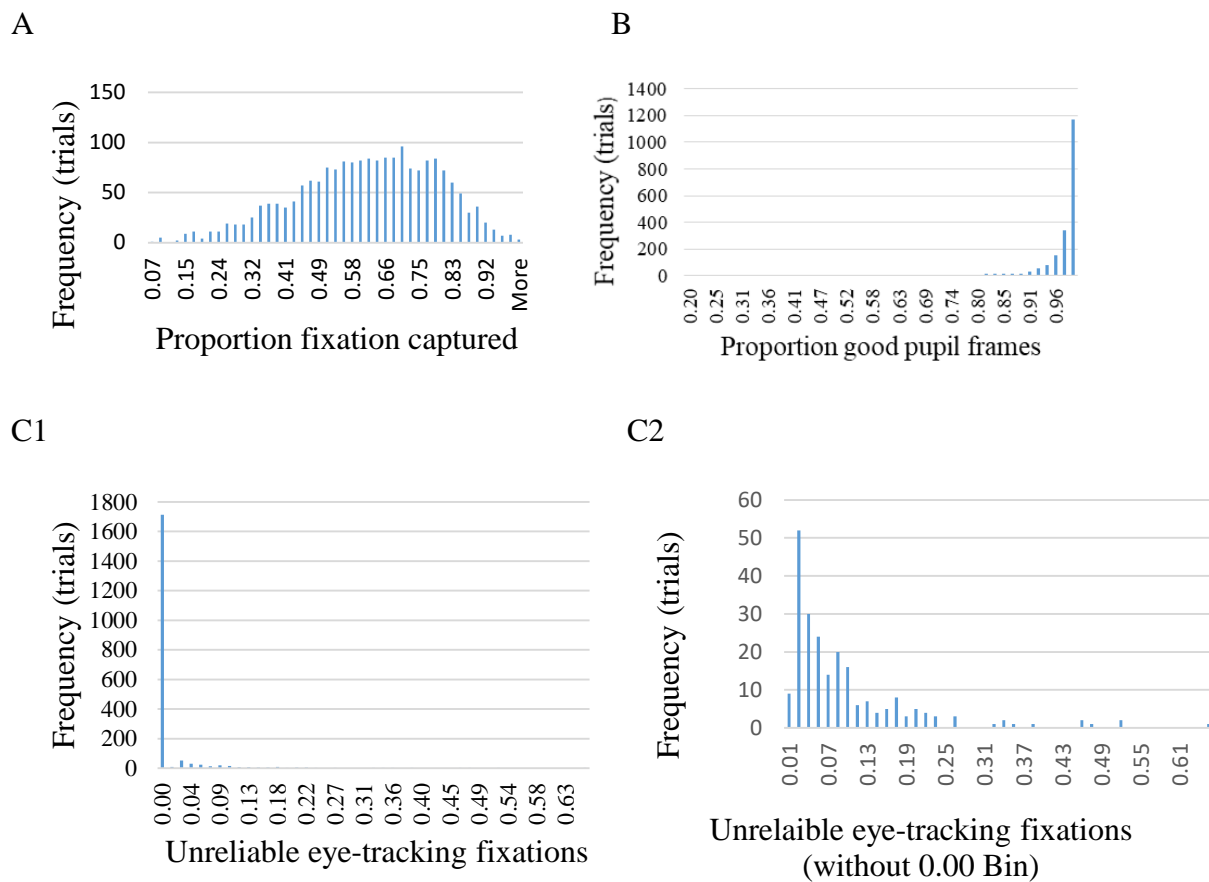 A
B
Frequency (trials)
150
100
50
0
0.07 0.15 0.24 0.32 0.41 0.49 0.58 0.66 0.75 0.83 0.92 More
Proportion fixation captured
Frequency (trials)
1400
1200
1000
800
600
400
200
0
0.20 0.25 0.31 0.36 0.41 0.47 0.52 0.58 0.63 0.69 0.74 0.80 0.85 0.91 0.96
Proportion good pupil frames
C1
C2
Frequency (trials)
1800
1600
1400
1200
1000
800
600
400
200
0
0.00 0.04 0.09 0.13 0.18 0.22 0.27 0.31 0.36 0.40 0.45 0.49 0.54 0.58 0.63
Unreliable eye-tracking fixations
Frequency (trials)
60
50
40
30
20
10
0
0.01 0.07 0.13 0.19 0.25 0.31 0.37 0.43 0.49 0.55 0.61
Unrelaible eye-tracking fixations
(without 0.00 Bin)